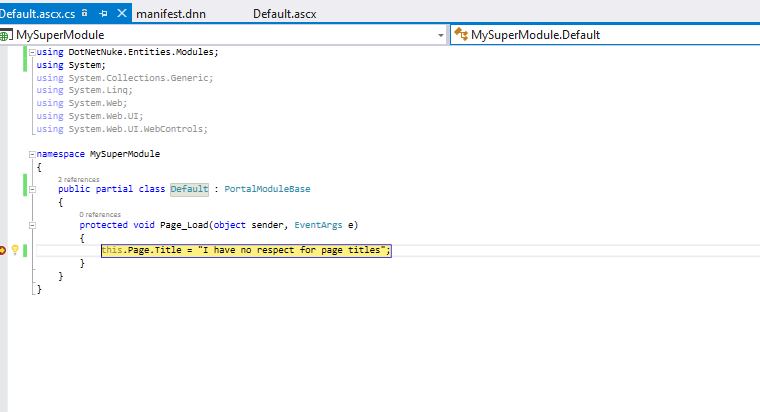 Default.ascx.cs
manifest.dnn
Default.ascx
MySuperModule
MySuperModule.Default
using DotNetNuke.Entities.Modules;
using System;
using System.Collections.Generic;
using System.Linq;
using System.Web;
using System.Web.UI;
using System.Web.UI.WebControls;
namespace MySuperModule
{
2 references
public partial class Default : PortalModuleBase
{
0 references
protected void Page_Load(object sender, EventArgs e)
{
this.Page.Title = "I have no respect for page titles";
}
}
}